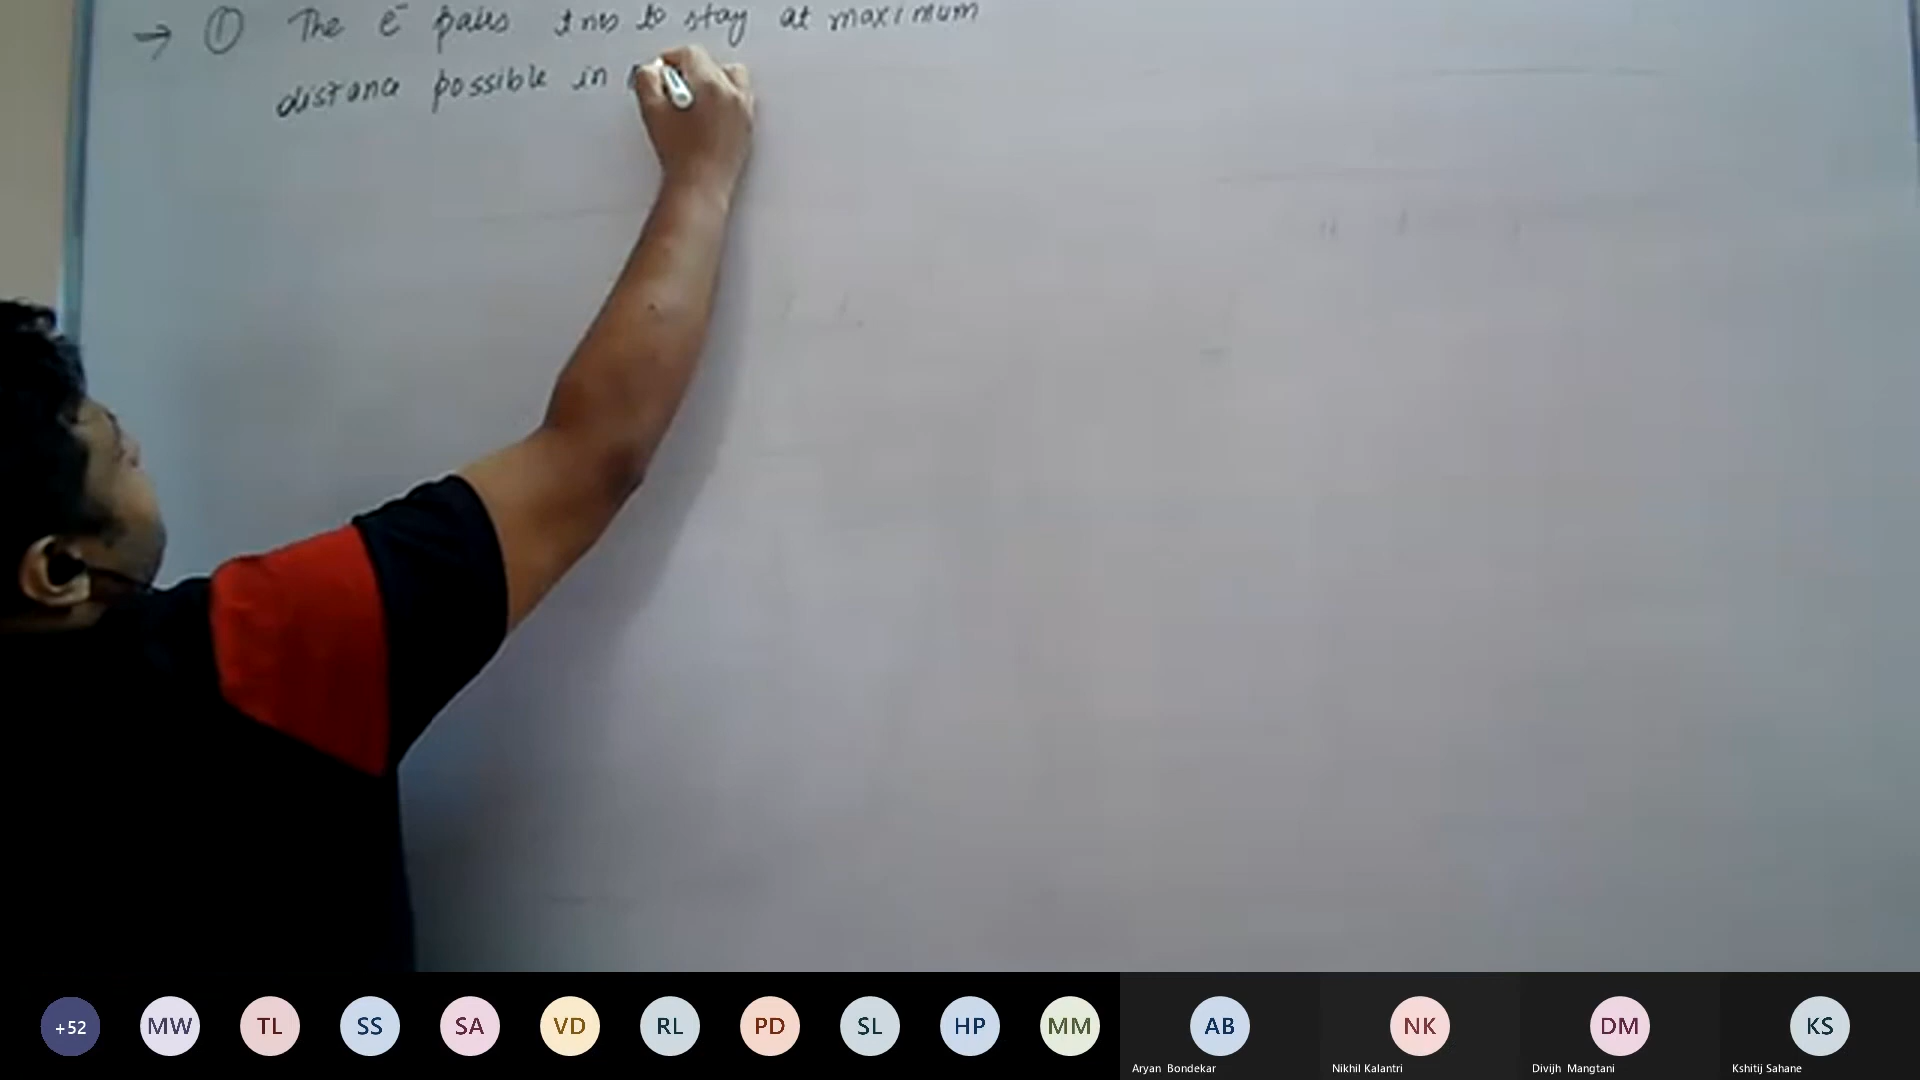 → ① The e⁻ pairs tries to stay at maximum
distance possible in
+52 MW TL SS SA VD RL PD SL HP MM AB NK DM KS
Aryan Bondekar Nikhil Kalantri Divijh Mangtani Kshitij Sahane